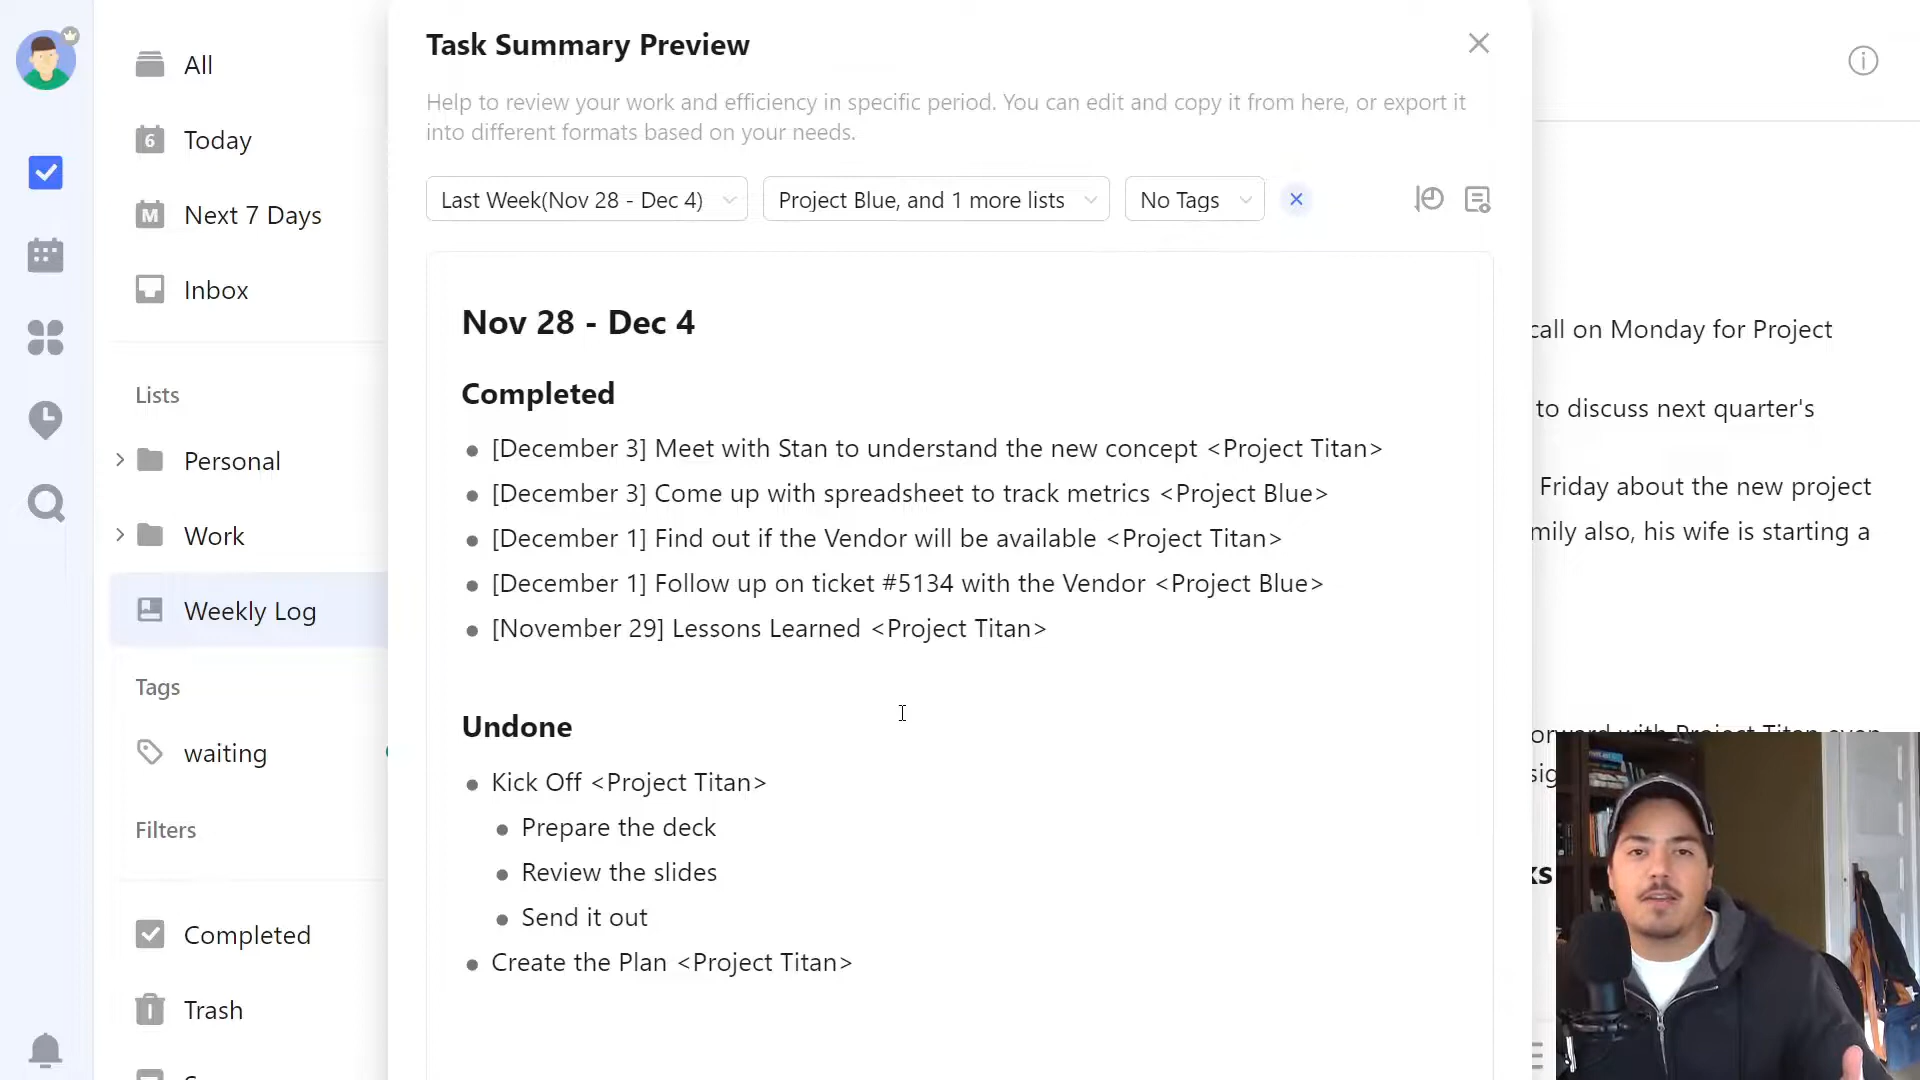 All
6
Today
M
Next 7 Days
Inbox
Lists
Personal
Work
Weekly Log
Tags
waiting
Filters
Completed
Trash
Task Summary Preview
Help to review your work and efficiency in specific period. You can edit and copy it from here, or export it
into different formats based on your needs.
Last Week(Nov 28 - Dec 4)
Project Blue, and 1 more lists
No Tags
Nov 28 - Dec 4
Completed
[December 3] Meet with Stan to understand the new concept <Project Titan>
[December 3] Come up with spreadsheet to track metrics <Project Blue>
[December 1] Find out if the Vendor will be available <Project Titan>
[December 1] Follow up on ticket #5134 with the Vendor <Project Blue>
[November 29] Lessons Learned <Project Titan>
Undone
Kick Off <Project Titan>
Prepare the deck
Review the slides
Send it out
Create the Plan <Project Titan>
call on Monday for Project
to discuss next quarter's
Friday about the new project
his wife is starting a
with Project Titan even